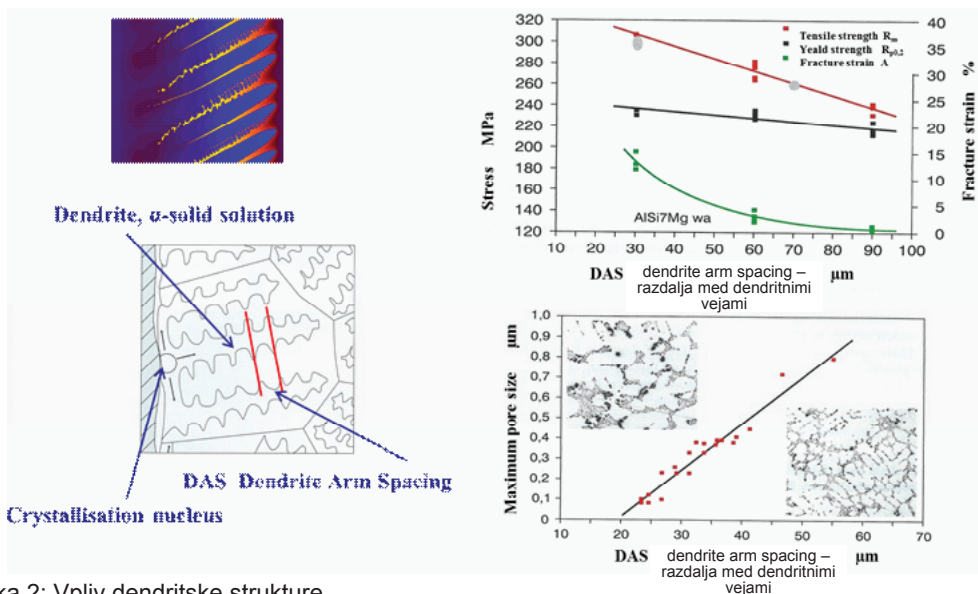 Dendrite, α-solid solution
DAS Dendrite Arm Spacing
Crystallisation nucleus
320
300
280
260
240
220
200
180
160
140
120
Stress MPa
40
35
30
25
20
15
10
5
0
Fracture strain %
Tensile strength Rm
Yeald strength Rp0,2
Fracture strain A
AlSi7Mg wa
10 20 30 40 50 60 70 80 90 100
DAS dendrite arm spacing – µm
razdalja med dendritnimi
vejami
1,0
0,9
0,8
0,7
0,6
0,5
0,4
0,3
0,2
0,1
0
Maximum pore size µm
10 20 30 40 50 60 70
DAS dendrite arm spacing – µm
razdalja med dendritnimi
vejami
ka 2: Vpliv dendritske strukture